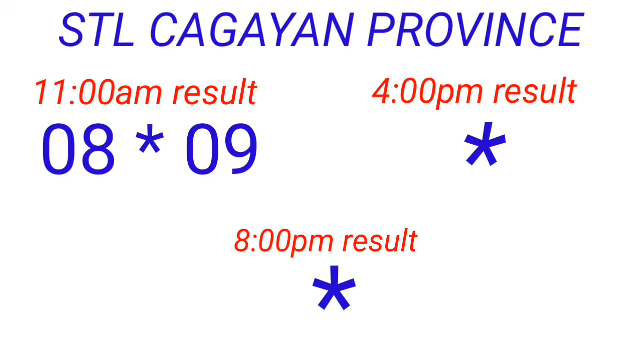 STL CAGAYAN PROVINCE
11:00am result
4:00pm result
08 * 09
*
8:00pm result
*